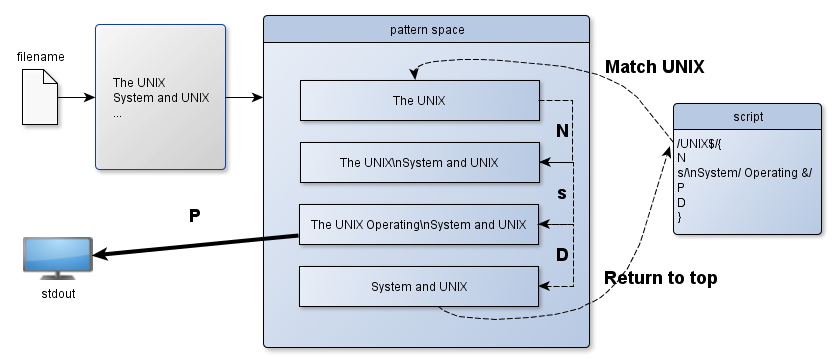 filename
The UNIX
System and UNIX
...
pattern space
The UNIX
The UNIX\nSystem and UNIX
The UNIX Operating\nSystem and UNIX
System and UNIX
N
s
D
Match UNIX
script
/UNIX$/{
N
s/\nSystem/ Operating &/
P
D
}
Return to top
P
stdout